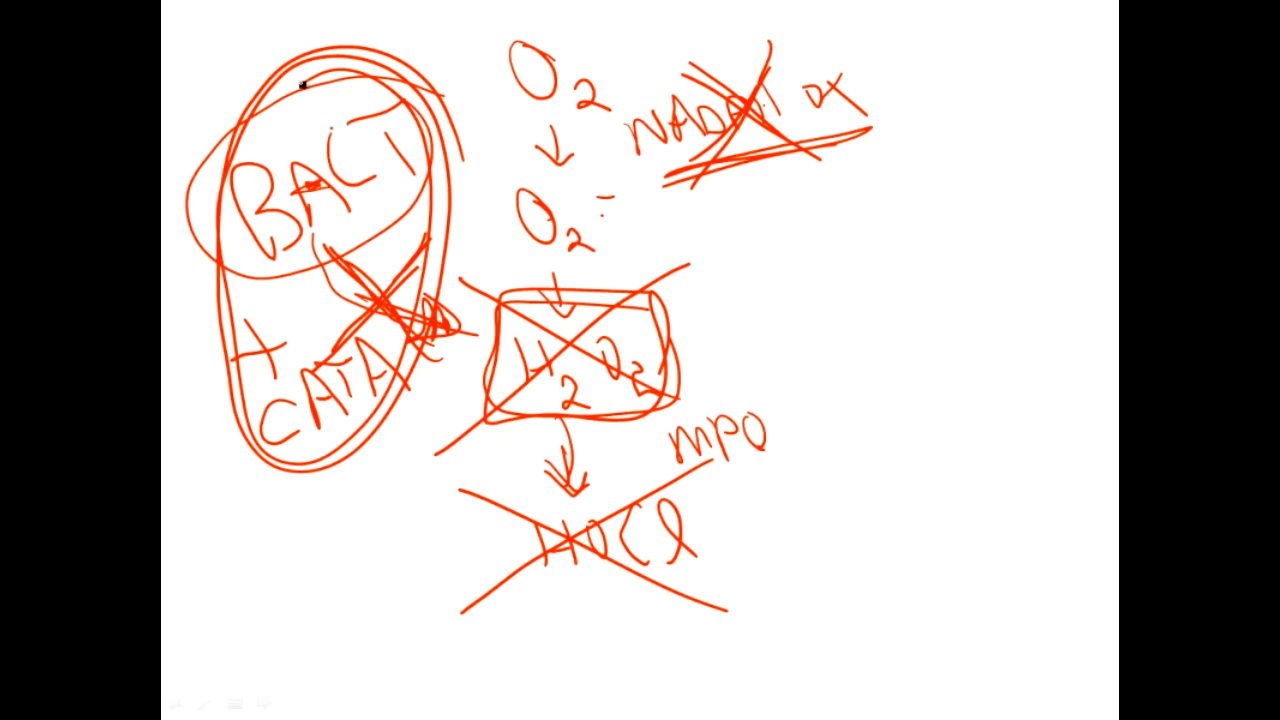 BACT
+
CATA
O2
NADPH ox
O2∸
H2O2
MPO
HOCl